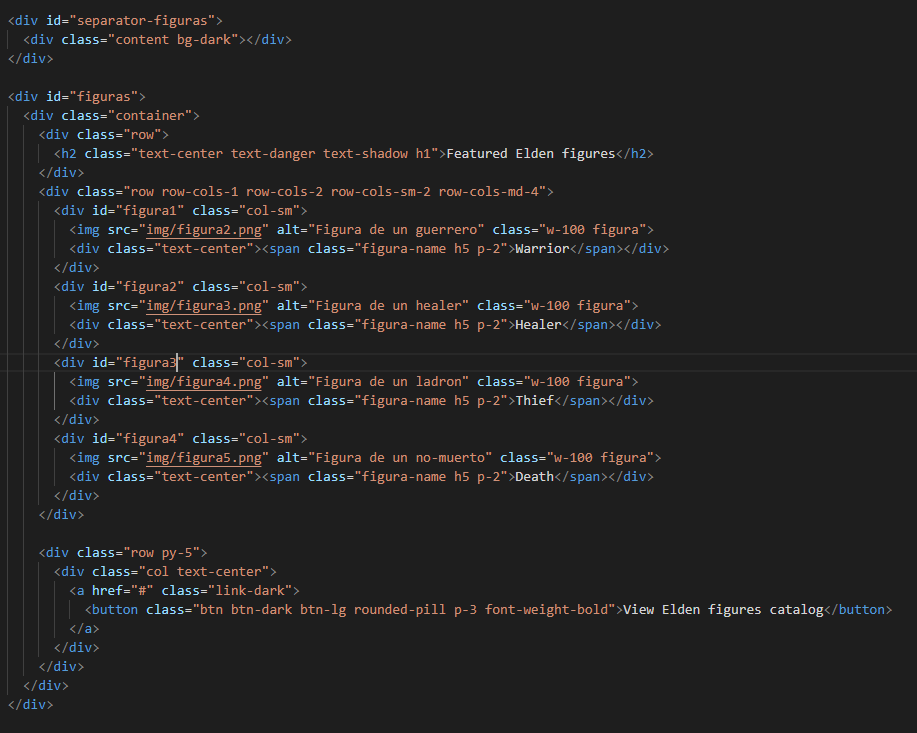 <div id="separator-figuras">
<div class="content bg-dark"></div>
</div>
<div id="figuras">
<div class="container">
<div class="row">
<h2 class="text-center text-danger text-shadow h1">Featured Elden figures</h2>
</div>
<div class="row row-cols-1 row-cols-2 row-cols-sm-2 row-cols-md-4">
<div id="figura1" class="col-sm">
<img src="img/figura2.png" alt="Figura de un guerrero" class="w-100 figura">
<div class="text-center"><span class="figura-name h5 p-2">Warrior</span></div>
</div>
<div id="figura2" class="col-sm">
<img src="img/figura3.png" alt="Figura de un healer" class="w-100 figura">
<div class="text-center"><span class="figura-name h5 p-2">Healer</span></div>
</div>
<div id="figura3" class="col-sm">
<img src="img/figura4.png" alt="Figura de un ladron" class="w-100 figura">
<div class="text-center"><span class="figura-name h5 p-2">Thief</span></div>
</div>
<div id="figura4" class="col-sm">
<img src="img/figura5.png" alt="Figura de un no-muerto" class="w-100 figura">
<div class="text-center"><span class="figura-name h5 p-2">Death</span></div>
</div>
</div>
<div class="row py-5">
<div class="col text-center">
<a href="#" class="link-dark">
<button class="btn btn-dark btn-lg rounded-pill p-3 font-weight-bold">View Elden figures catalog</button>
</a>
</div>
</div>
</div>
</div>